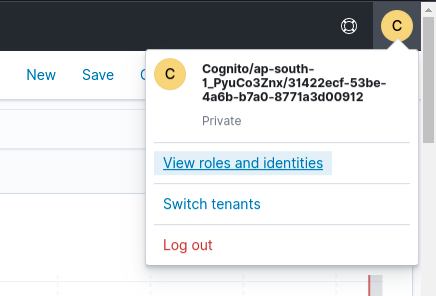 C
New Save
C
Cognito/ap-south-
1_PyuCo3Znx/31422ecf-53be-
4a6b-b7a0-8771a3d00912
Private
View roles and identities
Switch tenants
Log out